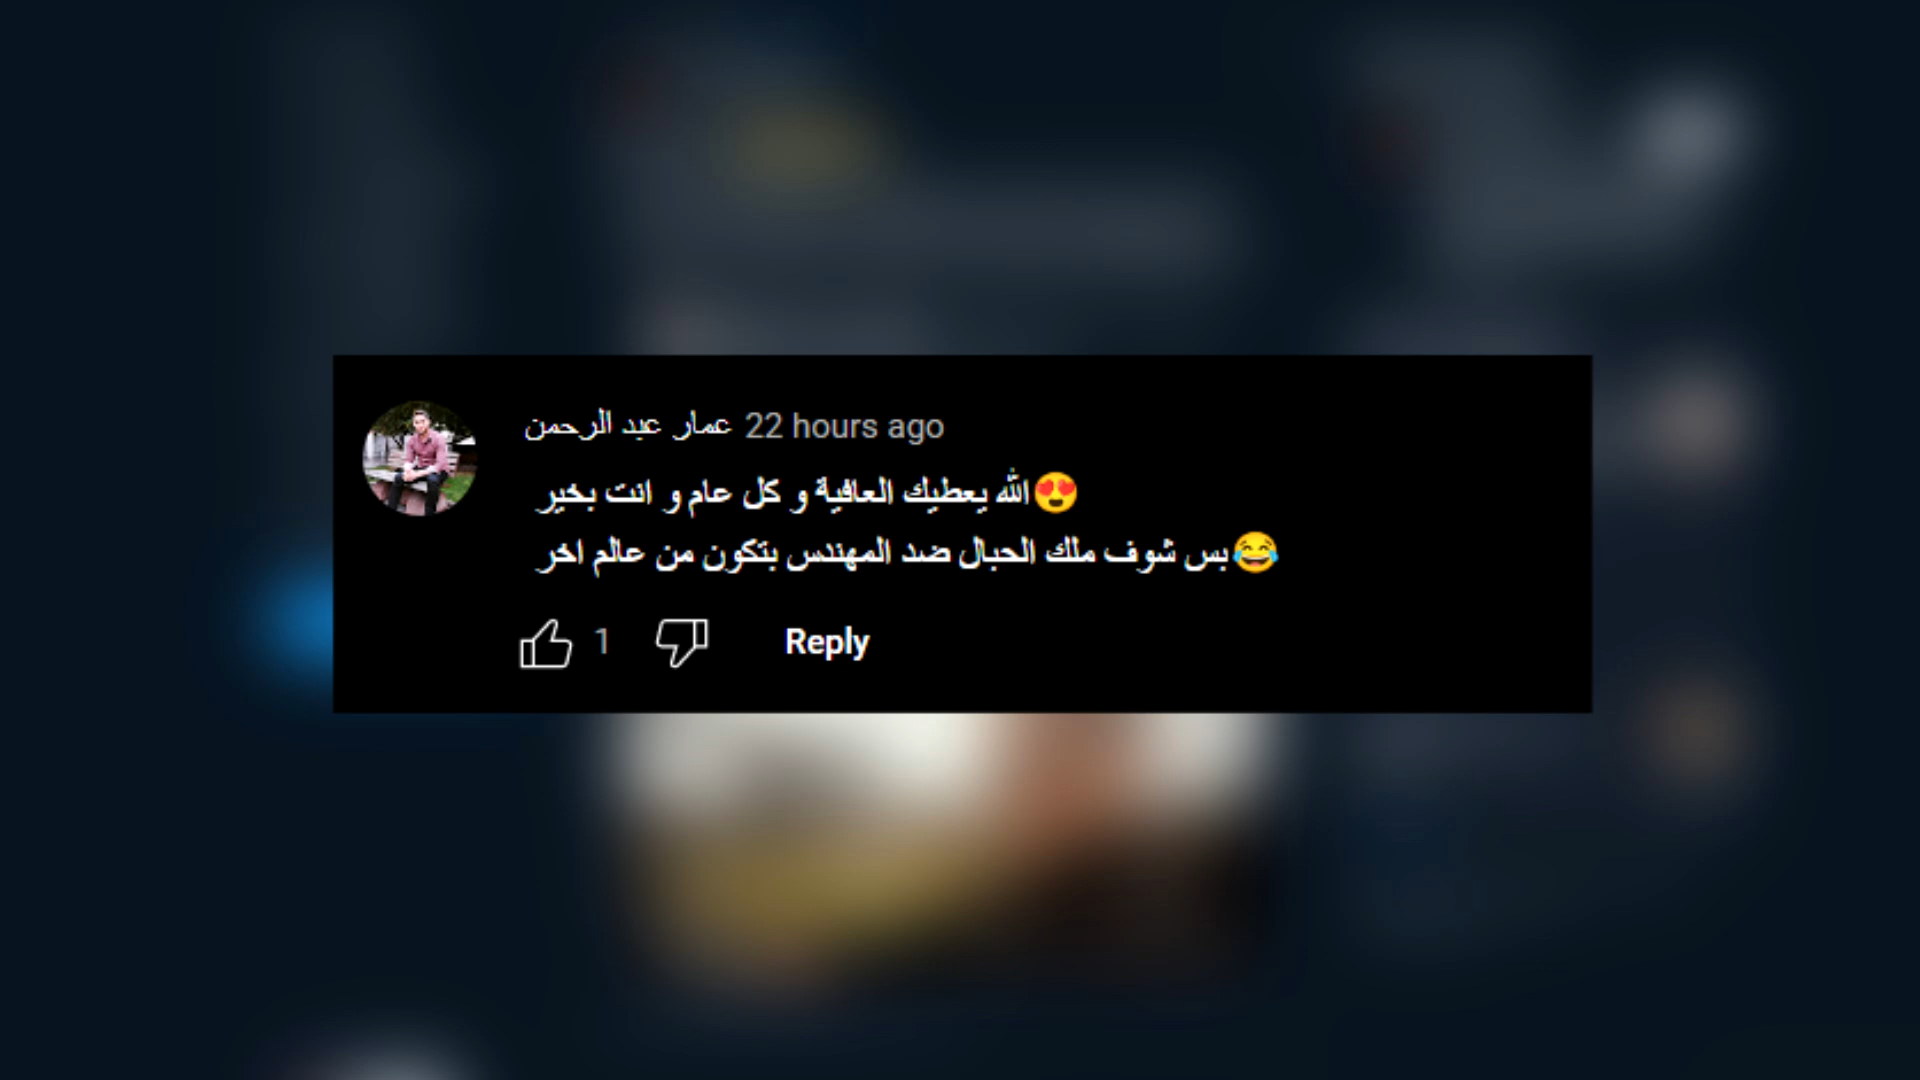 عمار عبد الرحمن 22 hours ago
😍الله يعطيك العافية و كل عام و انت بخير
😂بس شوف ملك الحبال ضد المهندس بتكون من عالم اخر
1 Reply